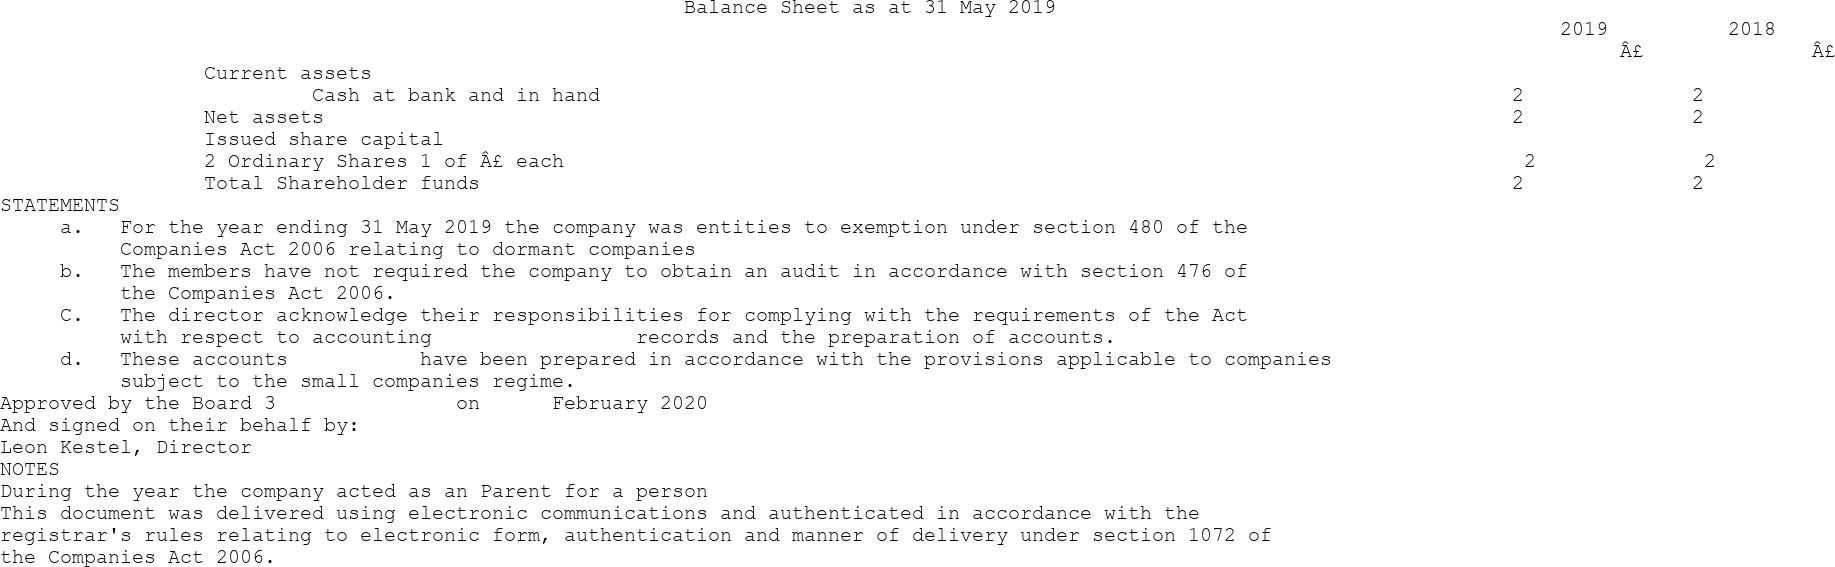 Balance Sheet as at 31 May 2019
2019 2018
Â£ Â£
Current assets
Cash at bank and in hand 2 2
Net assets 2 2
Issued share capital
2 Ordinary Shares 1 of Â£ each 2 2
Total Shareholder funds 2 2
STATEMENTS
a. For the year ending 31 May 2019 the company was entities to exemption under section 480 of the
Companies Act 2006 relating to dormant companies
b. The members have not required the company to obtain an audit in accordance with section 476 of
the Companies Act 2006.
C. The director acknowledge their responsibilities for complying with the requirements of the Act
with respect to accounting records and the preparation of accounts.
d. These accounts have been prepared in accordance with the provisions applicable to companies
subject to the small companies regime.
Approved by the Board 3 on February 2020
And signed on their behalf by:
Leon Kestel, Director
NOTES
During the year the company acted as an Parent for a person
This document was delivered using electronic communications and authenticated in accordance with the
registrar's rules relating to electronic form, authentication and manner of delivery under section 1072 of
the Companies Act 2006.